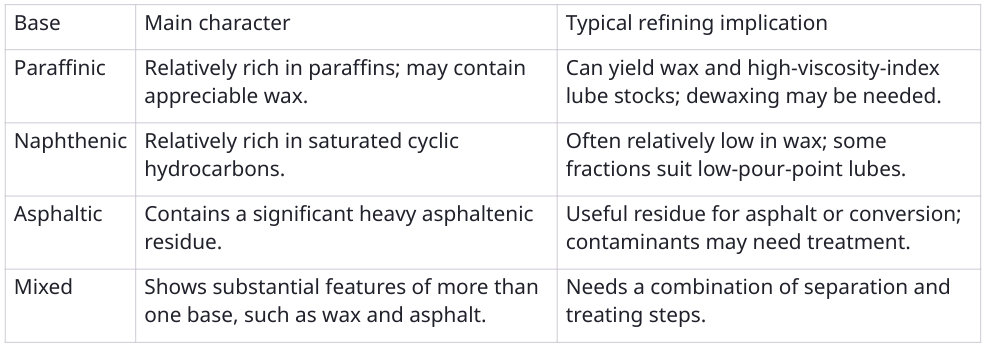 Base
Main character
Typical refining implication
Paraffinic
Relatively rich in paraffins; may contain
appreciable wax.
Can yield wax and high-viscosity-index
lube stocks; dewaxing may be needed.
Naphthenic
Relatively rich in saturated cyclic
hydrocarbons.
Often relatively low in wax; some
fractions suit low-pour-point lubes.
Asphaltic
Contains a significant heavy asphaltenic
residue.
Useful residue for asphalt or conversion;
contaminants may need treatment.
Mixed
Shows substantial features of more than
one base, such as wax and asphalt.
Needs a combination of separation and
treating steps.